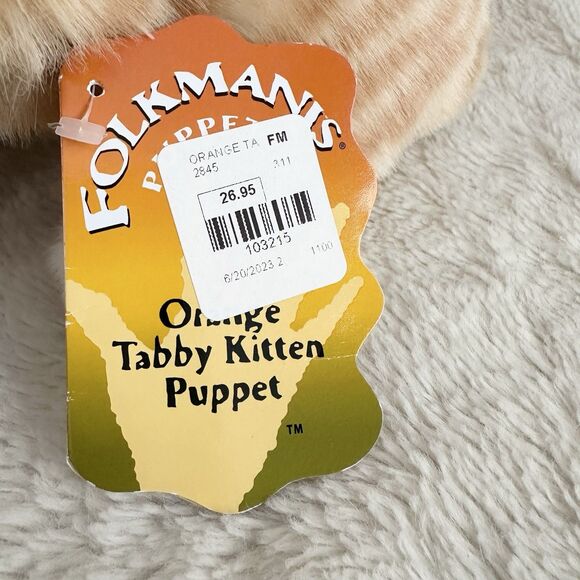 FOLKMANIS®
ORANGE TA FM
2845 311
26.95
103215
6/20/2023 2 1100
Orange
Tabby Kitten
Puppet
TM